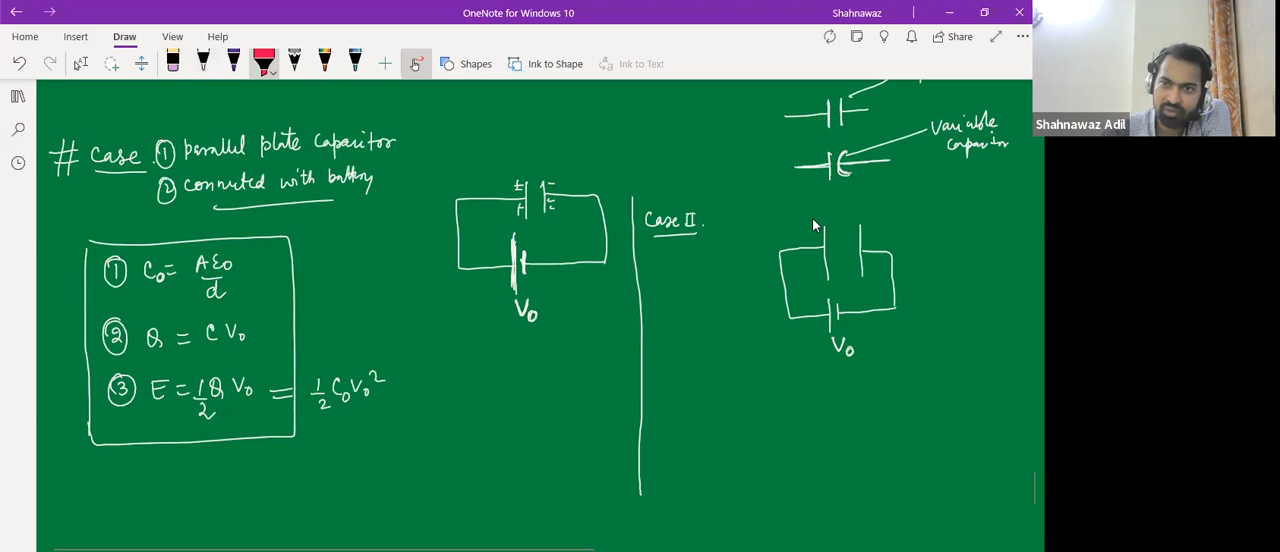 OneNote for Windows 10
Shahnawaz
Home Insert Draw View Help
Share
Shapes Ink to Shape Ink to Text
Shahnawaz Adil
Variable
Capacitor
# Case ① parallel plate capacitor
② connected with battery
① C₀ = Aε₀/d
② Q = C V₀
③ E = 1/2 Q V₀ = 1/2 C₀V₀²
+ -
+ -
V₀
Case II.
V₀